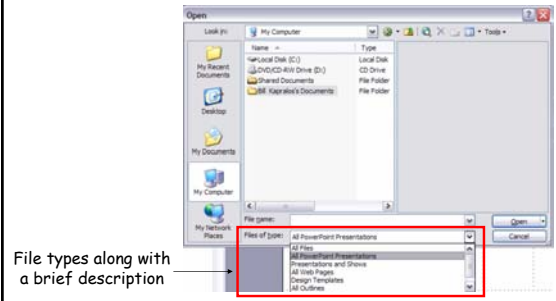 Open
Look in: My Computer Tools
Name Type
Local Disk (C:) Local Disk
DVD/CD-RW Drive (D:) CD Drive
Shared Documents File Folder
Bill Kapralos's Documents File Folder
My Recent
Documents
Desktop
My Documents
My Computer
My Network
Places
File name: Open
Files of type: All PowerPoint Presentations Cancel
All Files
All PowerPoint Presentations
Presentations and Shows
All Web Pages
Design Templates
All Outlines
File types along with
a brief description